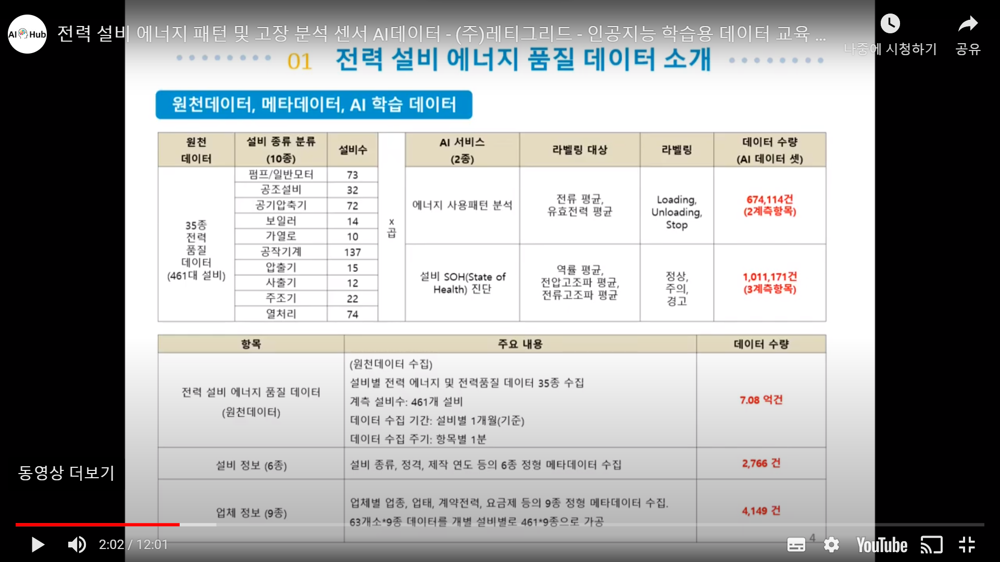 AI Hub
전력 설비 에너지 패턴 및 고장 분석 센서 AI데이터 - (주)레티그리드 - 인공지능 학습용 데이터 교육 ...
나중에 시청하기
공유
01 전력 설비 에너지 품질 데이터 소개
원천데이터, 메타데이터, AI 학습 데이터
원천
데이터
설비 종류 분류
(10종)
설비수
35종
전력
품질
데이터
(461대 설비)
펌프/일반모터 73
공조설비 32
공기압축기 72
보일러 14
가열로 10
공작기계 137
압출기 15
사출기 12
주조기 22
열처리 74
x
곱
AI 서비스
(2종)
라벨링 대상
라벨링
데이터 수량
(AI 데이터 셋)
에너지 사용패턴 분석
전류 평균,
유효전력 평균
Loading,
Unloading,
Stop
674,114건
(2계측항목)
설비 SOH(State of
Health) 진단
역률 평균,
전압고조파 평균,
전류고조파 평균
정상,
주의,
경고
1,011,171건
(3계측항목)
항목 주요 내용 데이터 수량
전력 설비 에너지 품질 데이터
(원천데이터)
(원천데이터 수집)
설비별 전력 에너지 및 전력품질 데이터 35종 수집
계측 설비수: 461개 설비
데이터 수집 기간: 설비별 1개월(기준)
데이터 수집 주기: 항목별 1분
7.08 억건
설비 정보 (6종) 설비 종류, 정격, 제작 연도 등의 6종 정형 메타데이터 수집 2,766 건
업체 정보 (9종)
업체별 업종, 업태, 계약전력, 요금제 등의 9종 정형 메타데이터 수집.
63개소*9종 데이터를 개별 설비별로 461*9종으로 가공
4,149 건
동영상 더보기
4
2:02 / 12:01
YouTube